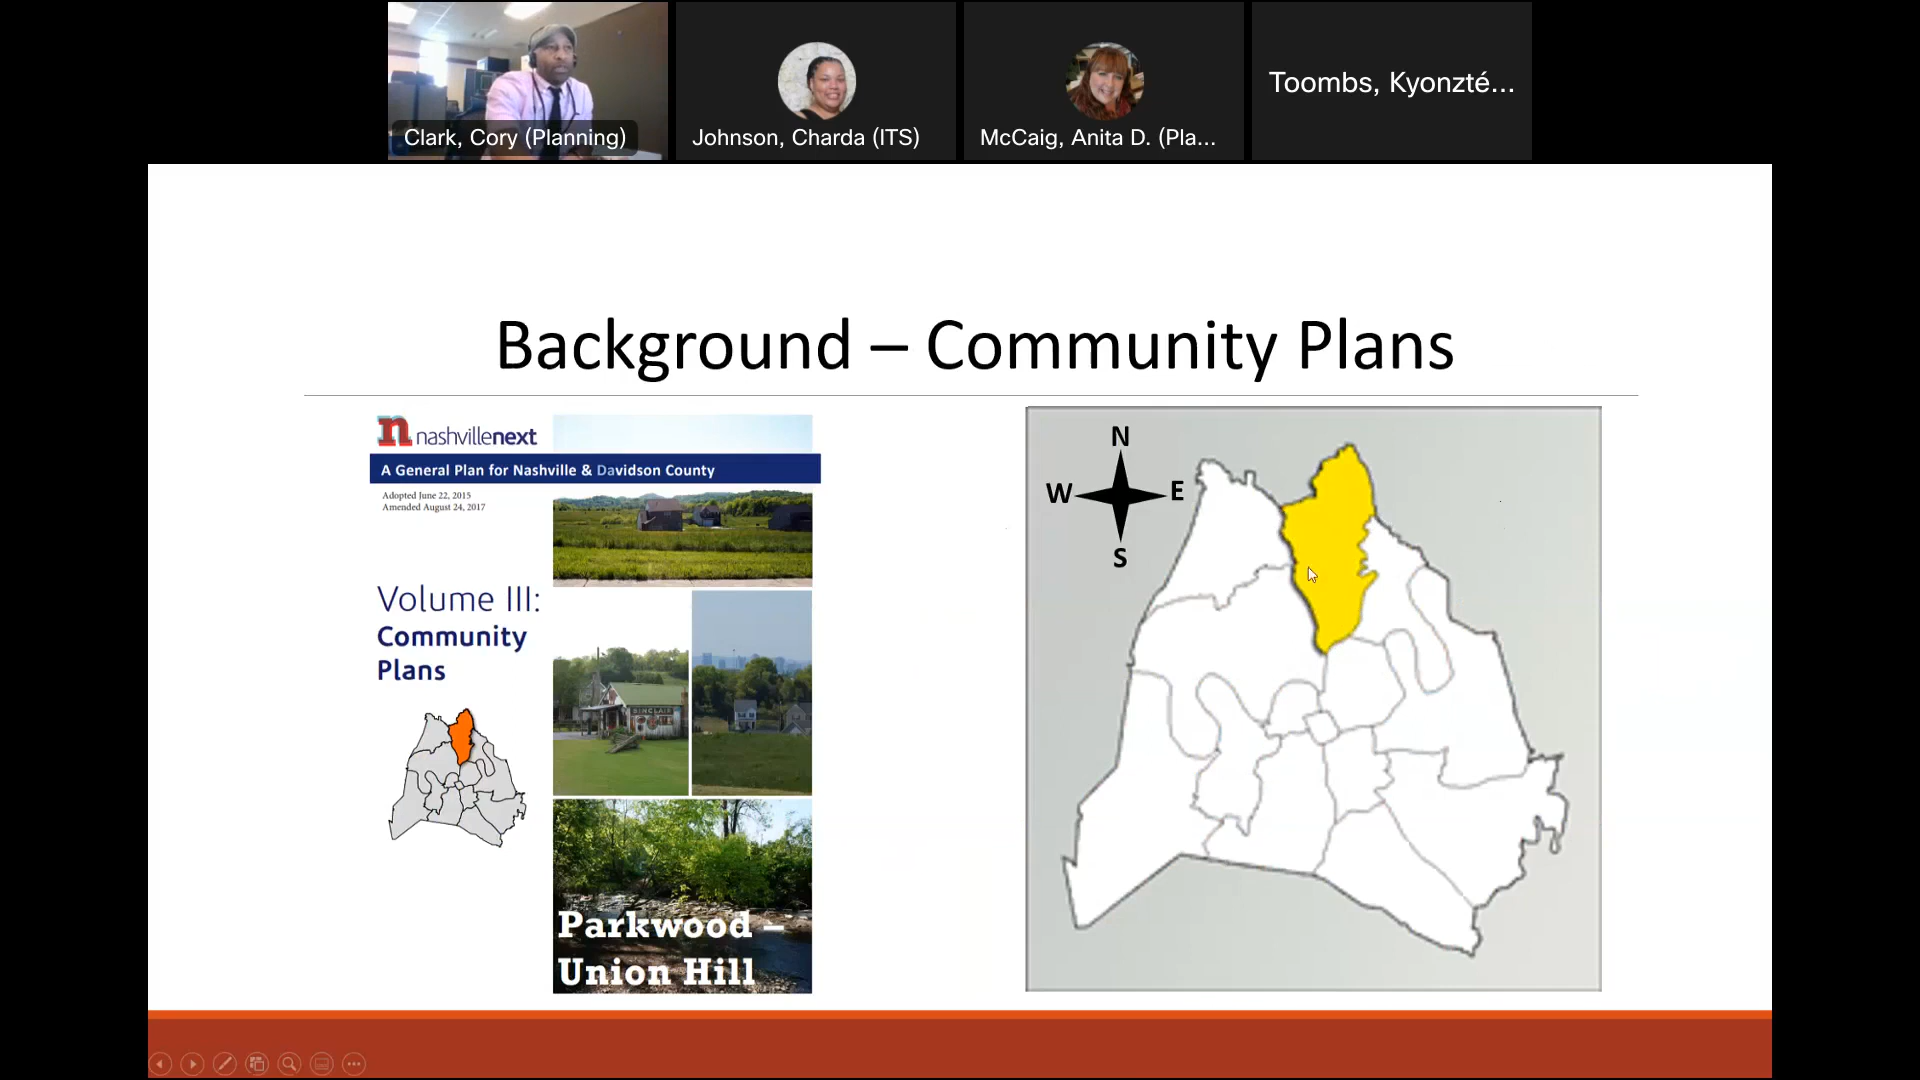 Clark, Cory (Planning)
Johnson, Charda (ITS)
McCaig, Anita D. (Pla...
Toombs, Kyonzté...
Background – Community Plans
nashvillenext
A General Plan for Nashville & Davidson County
Adopted June 22, 2015
Amended August 24, 2017
Volume III:
Community
Plans
SINCLAIR
Parkwood –
Union Hill
N
W
E
S